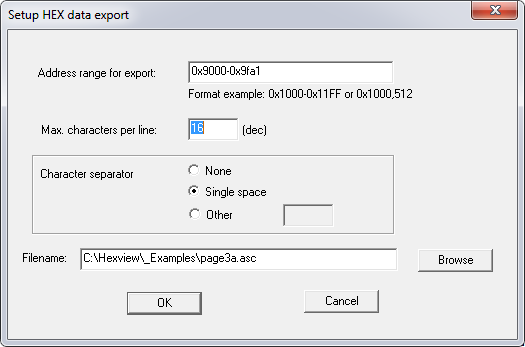 Setup HEX data export
Address range for export: 0x9000-0x9fa1
Format example: 0x1000-0x11FF or 0x1000,512
Max. characters per line: 16 (dec)
Character separator
None
Single space
Other
Filename: C:\Hexview\_Examples\page3a.asc Browse
OK Cancel